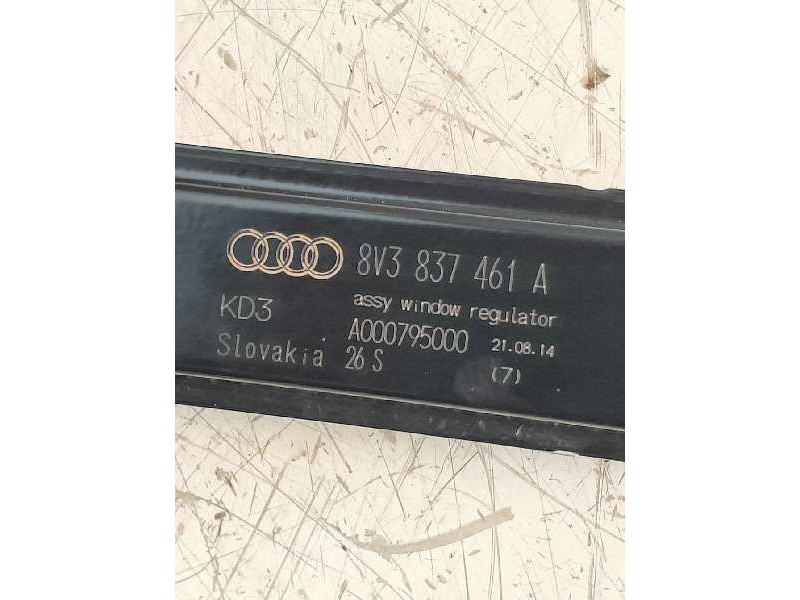 8V3 837 461 A
KD3 assy window regulator
A000795000 21.08.14
Slovakia 26 S (7)